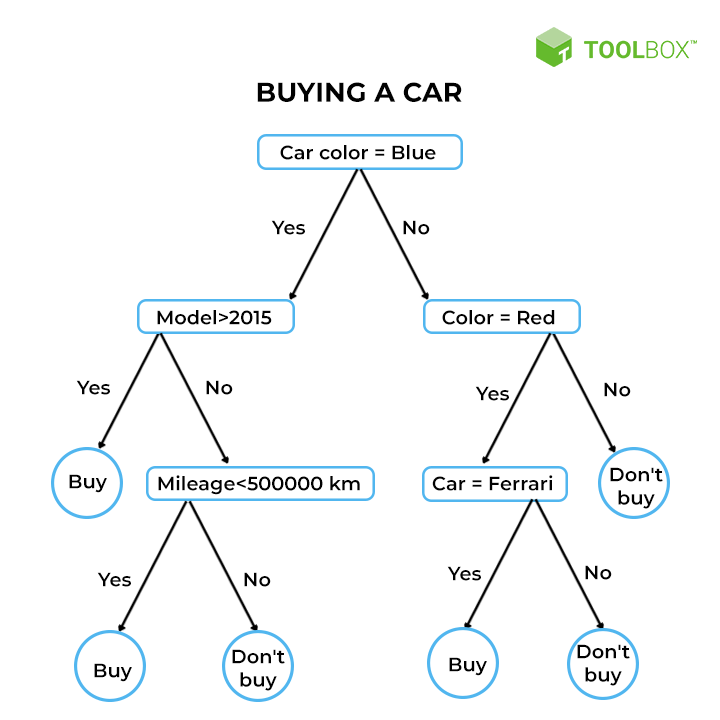 TOOLBOX™
BUYING A CAR
Car color = Blue
Yes
No
Model>2015
Color = Red
Yes
No
Yes
No
Buy
Mileage<500000 km
Car = Ferrari
Don't
buy
Yes
No
Yes
No
Buy
Don't
buy
Buy
Don't
buy